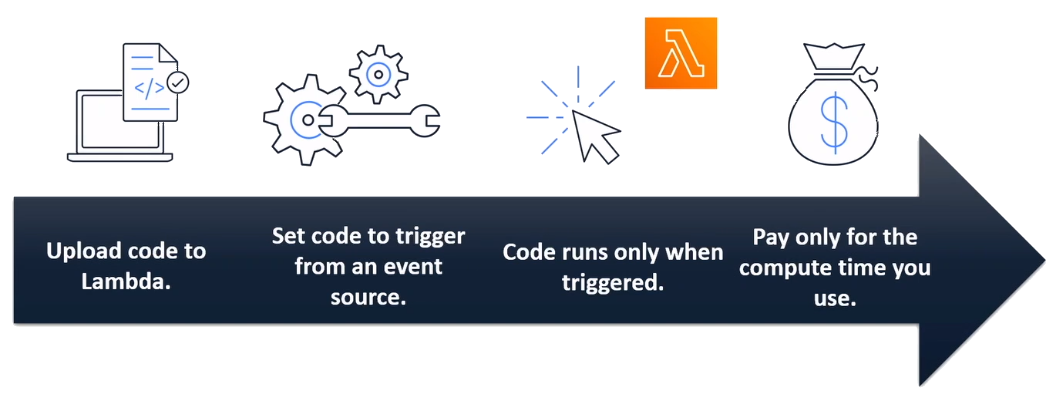 </>
$
Upload code to
Lambda.
Set code to trigger
from an event
source.
Code runs only when
triggered.
Pay only for the
compute time you
use.